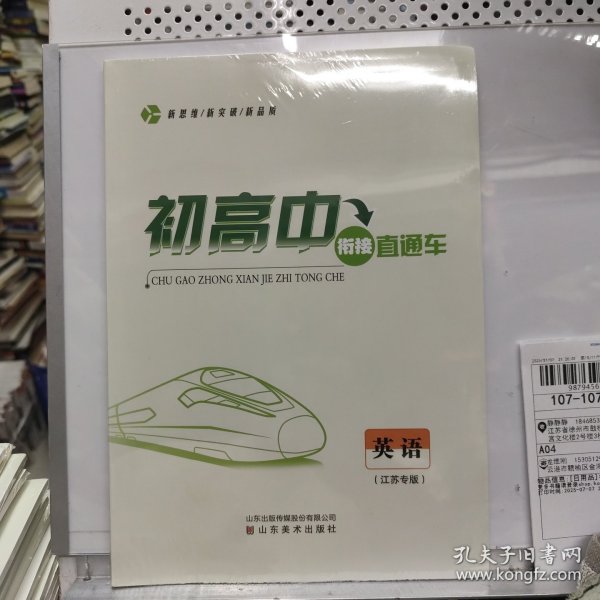 新思维/新突破/新品质
初高中衔接直通车
CHU GAO ZHONG XIAN JIE ZHI TONG CHE
英语
(江苏专版)
山东出版传媒股份有限公司
山东美术出版社
107-107
A04
孔夫子旧书网
www.kongfz.com